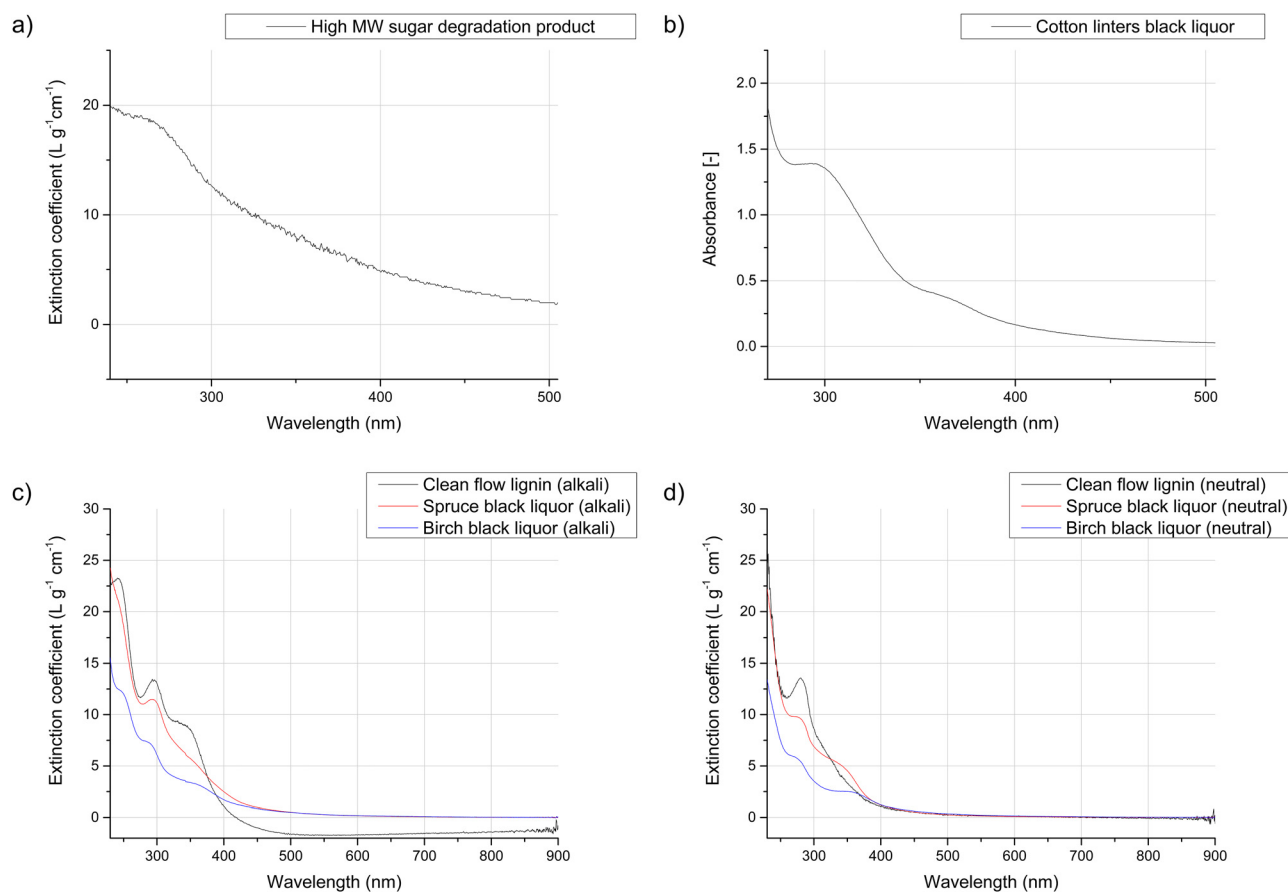 a)
High MW sugar degradation product
20
10
0
Extinction coefficient (L g⁻¹cm⁻¹)
300
400
500
Wavelength (nm)
b)
Cotton linters black liquor
2.0
1.5
1.0
0.5
0.0
Absorbance [-]
300
400
500
Wavelength (nm)
c)
Clean flow lignin (alkali)
Spruce black liquor (alkali)
Birch black liquor (alkali)
30
25
20
15
10
5
0
Extinction coefficient (L g⁻¹ cm⁻¹)
300
400
500
600
700
800
900
Wavelength (nm)
d)
Clean flow lignin (neutral)
Spruce black liquor (neutral)
Birch black liquor (neutral)
30
25
20
15
10
5
0
Extinction coefficient (L g⁻¹ cm⁻¹)
300
400
500
600
700
800
900
Wavelength (nm)